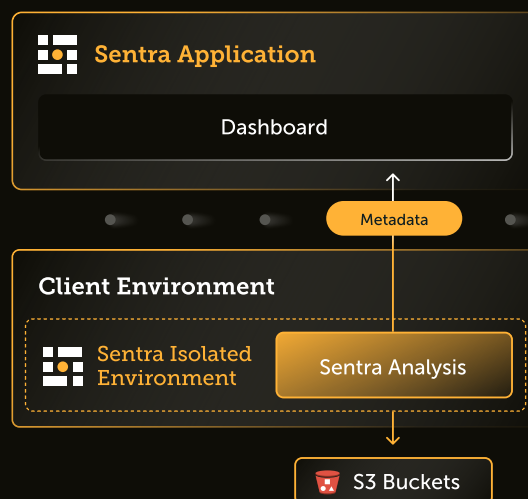 Sentra Application
Dashboard
Metadata
Client Environment
Sentra Isolated
Environment
Sentra Analysis
S3 Buckets